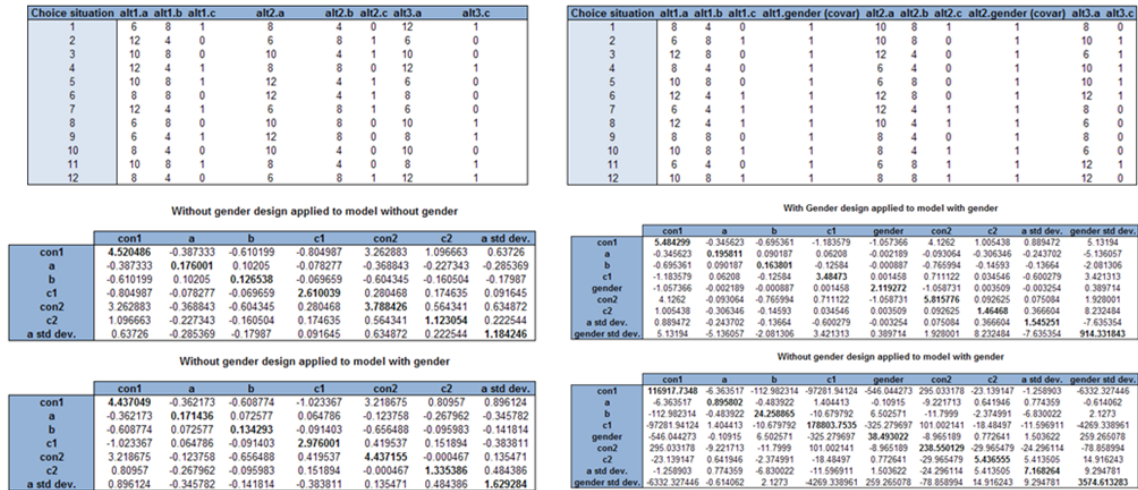 Choice situation alt1.a alt1.b alt1.c alt2.a alt2.b alt2.c alt3.a alt3.c
1 6 8 1 8 4 0 12 1
2 12 4 0 6 8 1 6 0
3 10 8 0 10 4 1 10 0
4 12 4 1 8 8 0 12 1
5 10 8 1 12 4 1 6 0
6 8 8 0 12 4 1 8 0
7 12 4 1 6 8 1 6 0
8 6 8 0 10 8 0 10 1
9 6 4 1 12 8 0 8 1
10 8 4 0 10 4 0 10 0
11 10 8 1 8 4 0 8 1
12 8 4 0 6 8 1 12 1
Without gender design applied to model without gender
con1 a b c1 con2 c2 a std dev.
con1 4.520486 -0.387333 -0.610199 -0.804987 3.262883 1.096663 0.63726
a -0.387333 0.176001 0.10205 -0.078277 -0.368843 -0.227343 -0.285369
b -0.610199 0.10205 0.126538 -0.069659 -0.604345 -0.160504 -0.17987
c1 -0.804987 -0.078277 -0.069659 2.610039 0.280468 0.174635 0.091645
con2 3.262883 -0.368843 -0.604345 0.280468 3.788426 0.564341 0.634872
c2 1.096663 -0.227343 -0.160504 0.174635 0.564341 1.123054 0.222544
a std dev. 0.63726 -0.285369 -0.17987 0.091645 0.634872 0.222544 1.184246
Without gender design applied to model with gender
con1 a b c1 con2 c2 a std dev.
con1 4.437049 -0.362173 -0.608774 -1.023367 3.218675 0.80957 0.896124
a -0.362173 0.171436 0.072577 0.064786 -0.123758 -0.267962 -0.345782
b -0.608774 0.072577 0.134293 -0.091403 -0.656488 -0.095983 -0.141814
c1 -1.023367 0.064786 -0.091403 2.976001 0.419537 0.151894 -0.383811
con2 3.218675 -0.123758 -0.656488 0.419537 4.437155 -0.000467 0.135471
c2 0.80957 -0.267962 -0.095983 0.151894 -0.000467 1.335386 0.484386
a std dev. 0.896124 -0.345782 -0.141814 -0.383811 0.135471 0.484386 1.629284
Choice situation alt1.a alt1.b alt1.c alt1.gender (covar) alt2.a alt2.b alt2.c alt2.gender (covar) alt3.a alt3.c
1 8 4 0 1 10 8 1 1 8 0
2 6 8 1 1 10 8 0 1 10 1
3 12 8 0 1 12 4 0 1 6 1
4 8 4 0 1 6 4 0 1 10 1
5 10 8 0 1 6 4 0 1 12 1
6 12 4 1 1 12 8 0 1 12 0
7 6 4 1 1 12 4 1 1 8 0
8 12 4 1 1 10 4 1 1 6 0
9 8 8 0 1 8 4 1 1 8 0
10 10 8 1 1 8 4 1 1 6 0
11 6 4 0 1 6 8 1 1 12 1
12 10 8 1 1 8 8 1 1 12 0
With Gender design applied to model with gender
con1 a b c1 gender con2 c2 a std dev. gender std dev.
con1 5.484299 -0.345623 -0.695361 -1.183579 -1.057366 4.1262 1.005438 0.889472 5.13194
a -0.345623 0.195811 0.090187 0.06208 -0.002189 -0.093064 -0.306346 -0.243702 -5.136057
b -0.695361 0.090187 0.163801 -0.12584 -0.000887 -0.765994 -0.14593 -0.13664 -2.081306
c1 -1.183579 0.06208 -0.12584 3.48473 0.001458 0.711122 0.034546 -0.600279 3.421313
gender -1.057366 -0.002189 -0.000887 0.001458 2.119272 -1.058731 0.003509 -0.003254 0.389714
con2 4.1262 -0.093064 -0.765994 0.711122 -1.058731 5.815776 0.092625 0.075084 1.928001
c2 1.005438 -0.306346 -0.14593 0.034546 0.003509 0.092625 1.46468 0.366604 8.232484
a std dev. 0.889472 -0.243702 -0.13664 -0.600279 -0.003254 0.075084 0.366604 1.545251 -7.635354
gender std dev. 5.13194 -5.136057 -2.081306 3.421313 0.389714 1.928001 8.232484 -7.635354 914.331843
Without gender design applied to model with gender
con1 a b c1 gender con2 c2 a std dev. gender std dev.
con1 116917.7348 -6.363517 -112.982314 -97281.94124 -546.044273 295.033178 -23.139147 -1.258903 -6332.327446
a -6.363517 0.895802 -0.483922 1.404413 -0.10915 -9.221713 0.641946 0.774359 -0.614062
b -112.982314 -0.483922 24.258865 -10.679792 6.502571 -11.7999 -2.374991 -6.830022 2.1273
c1 -97281.94124 1.404413 -10.679792 178803.7535 -325.279697 101.002141 -18.48497 -11.596911 -4269.338961
gender -546.044273 -0.10915 6.502571 -325.279697 38.493022 -8.965189 0.772641 1.503622 259.265078
con2 295.033178 -9.221713 -11.7999 101.002141 -8.965189 238.550129 -29.965479 -24.296114 -78.858994
c2 -23.139147 0.641946 -2.374991 -18.48497 0.772641 -29.965479 5.436555 5.413505 14.916243
a std dev. -1.258903 0.774359 -6.830022 -11.596911 1.503622 -24.296114 5.413505 7.168264 9.294781
gender std dev. -6332.327446 -0.614062 2.1273 -4269.338961 259.265078 -78.858994 14.916243 9.294781 3574.613283